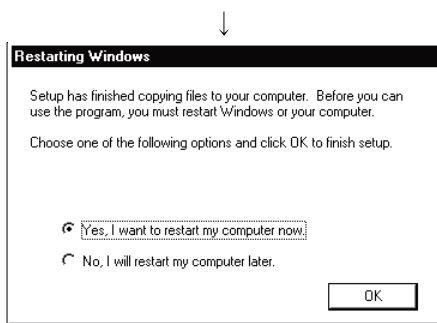 Restarting Windows
Setup has finished copying files to your computer. Before you can
use the program, you must restart Windows or your computer.
Choose one of the following options and click OK to finish setup.
Yes, I want to restart my computer now.
No, I will restart my computer later.
OK